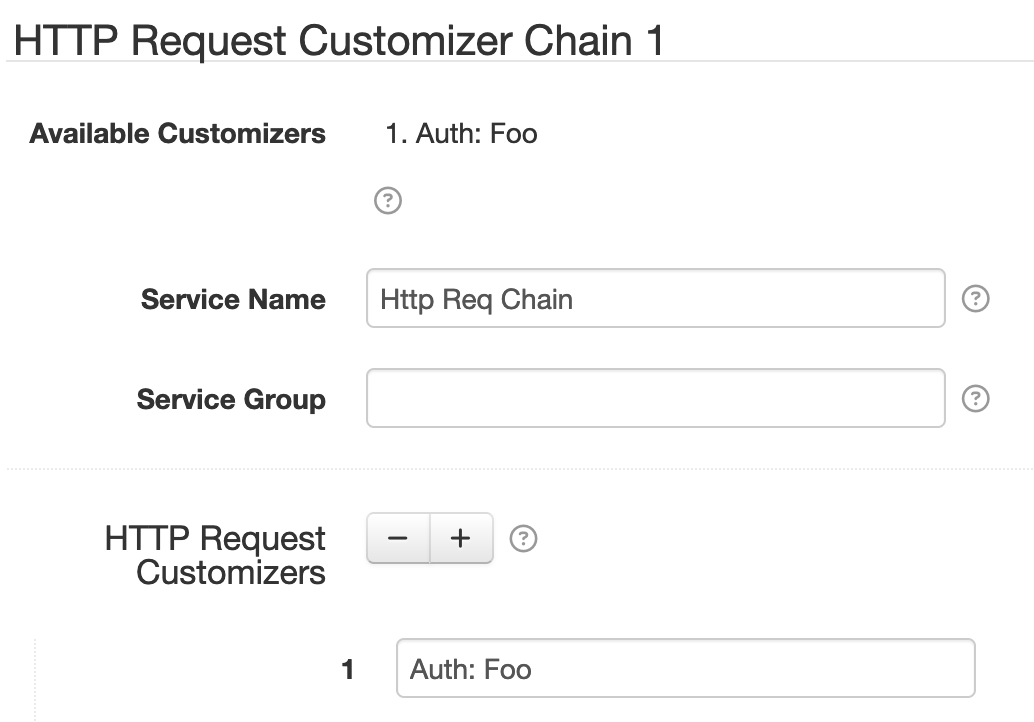 HTTP Request Customizer Chain 1
Available Customizers 1. Auth: Foo
?
Service Name Http Req Chain ?
Service Group ?
HTTP Request − + ?
Customizers
1 Auth: Foo